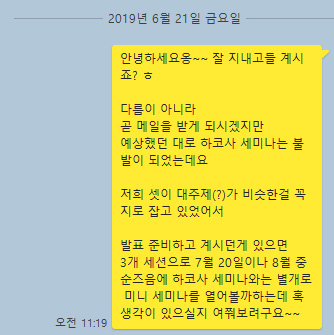 2019년 6월 21일 금요일
안녕하세요옹~~ 잘 지내고들 계시
죠? ㅎ
다름이 아니라
곧 메일을 받게 되시겠지만
예상했던 대로 하코사 세미나는 불
발이 되었는데요
저희 셋이 대주제(?)가 비슷한걸 꼭
지로 잡고 있었어서
발표 준비하고 계시던게 있으면
3개 세션으로 7월 20일이나 8월 중
순즈음에 하코사 세미나와는 별개로
미니 세미나를 열어볼까하는데 혹
생각이 있으실지 여쭤보려구요~~
오전 11:19